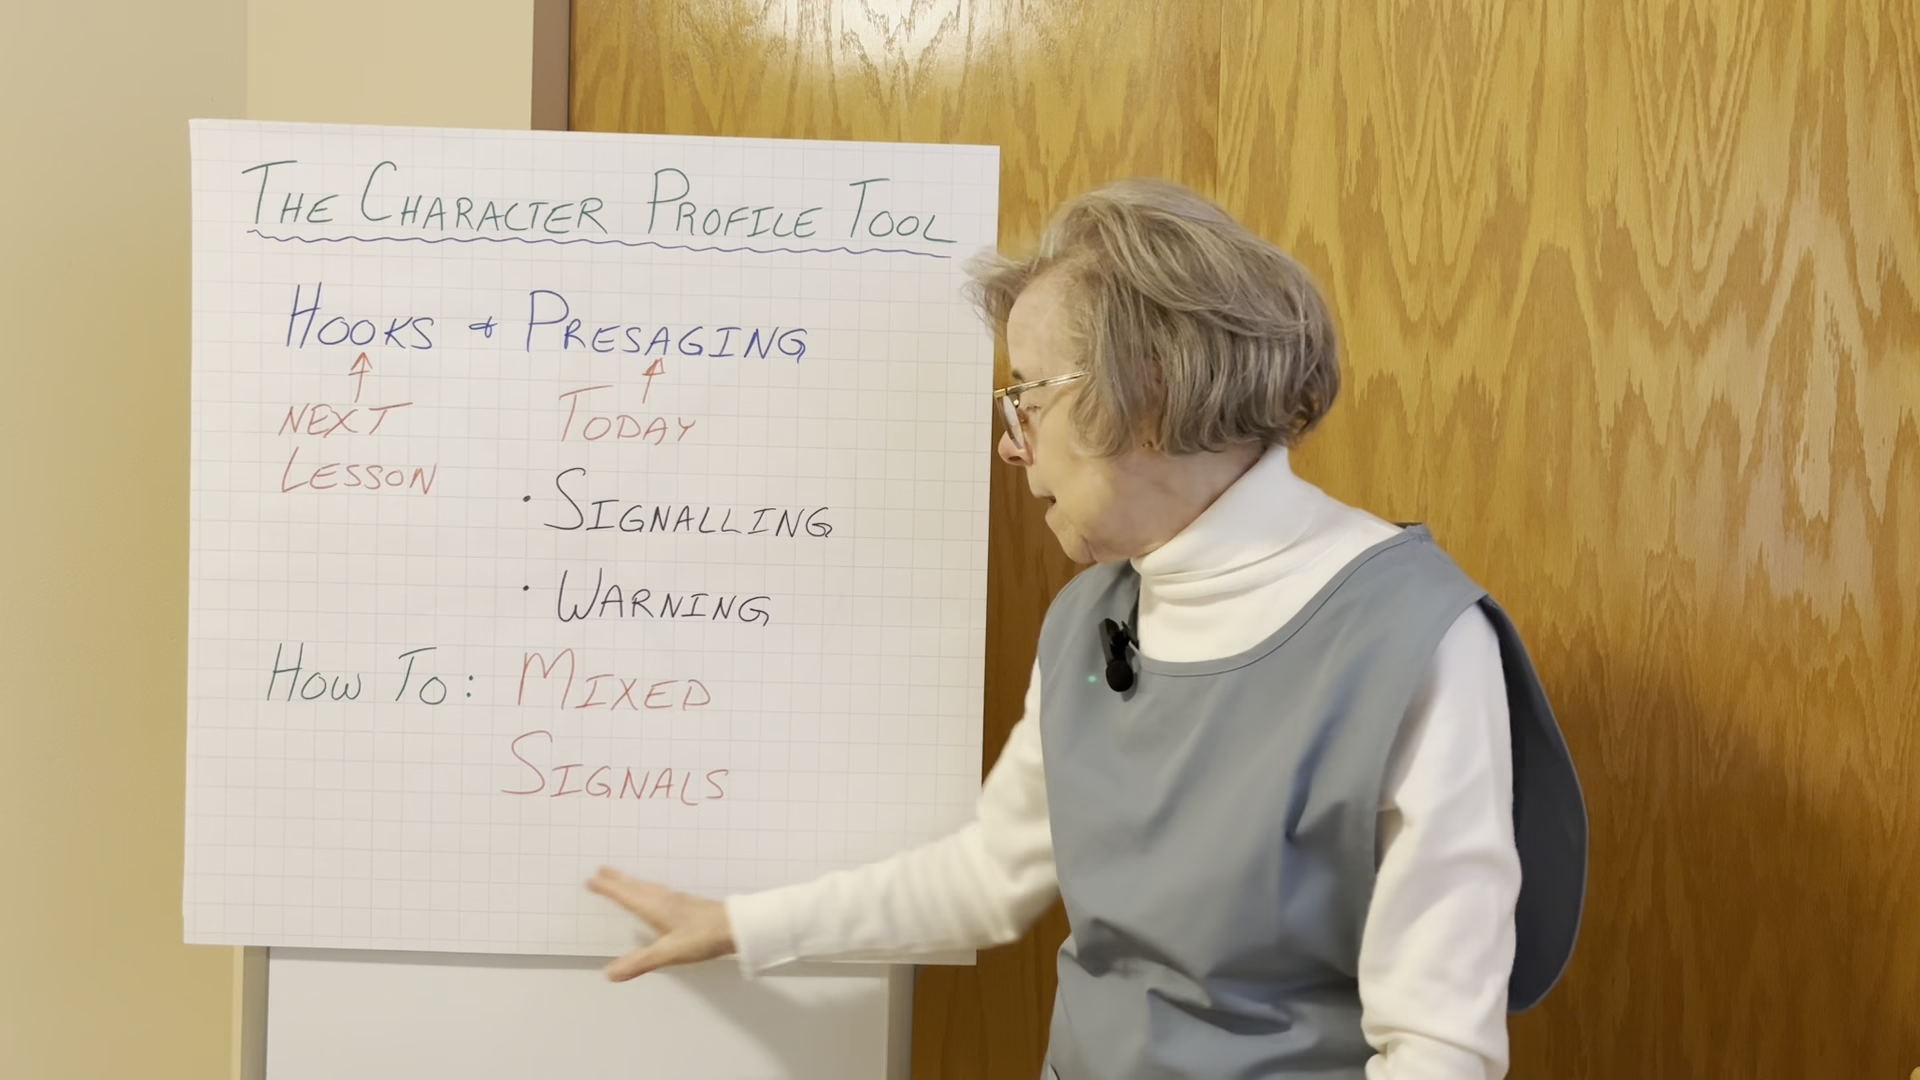 THE CHARACTER PROFILE TOOL
HOOKS & PRESAGING
NEXT LESSON
TODAY
• SIGNALLING
• WARNING
HOW TO: MIXED
SIGNALS